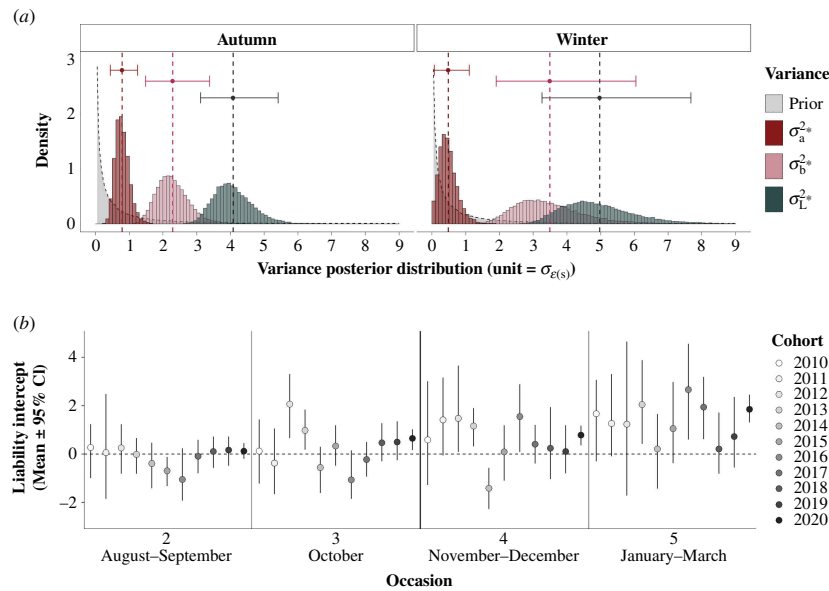 (a)
Autumn
Winter
3
2
1
0
Density
0 1 2 3 4 5 6 7 8 9
0 1 2 3 4 5 6 7 8 9
Variance posterior distribution (unit = σε(s))
Variance
Prior
σ²*a
σ²*b
σ²*L
(b)
Liability intercept
(Mean ± 95% CI)
4
2
0
−2
2
3
4
5
August–September
October
November–December
January–March
Occasion
Cohort
2010
2011
2012
2013
2014
2015
2016
2017
2018
2019
2020